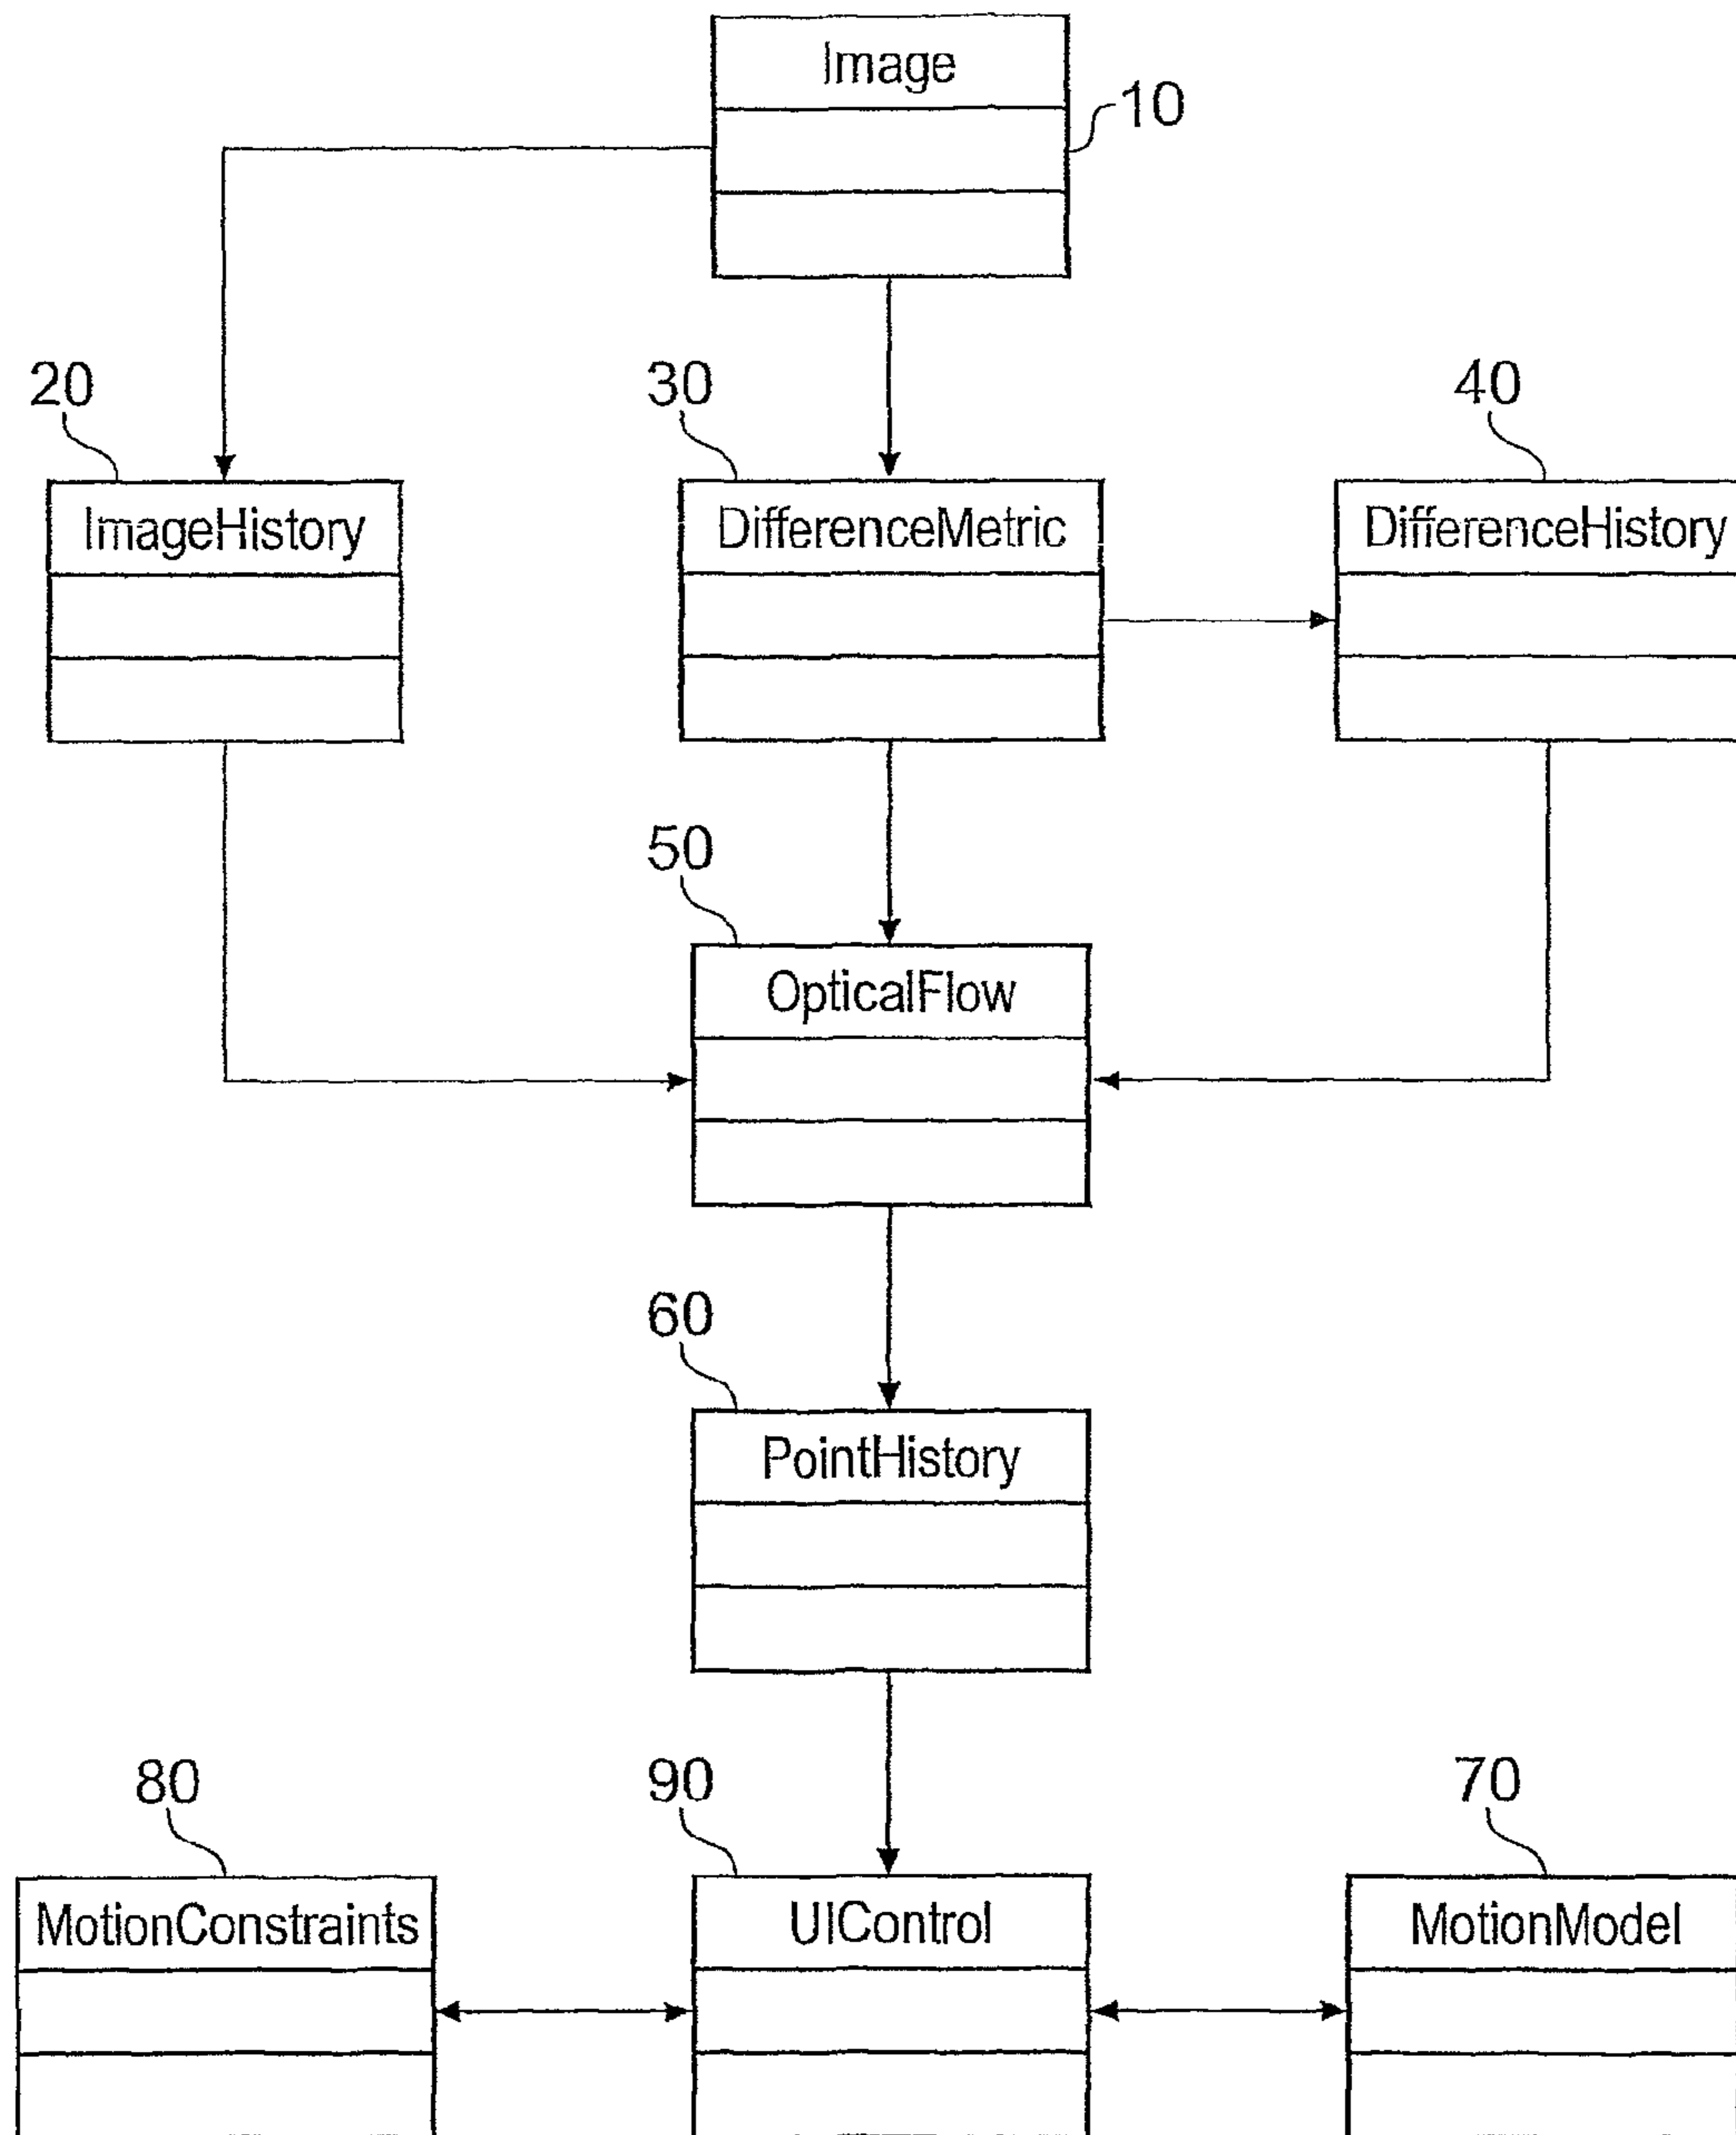 Image
10
20
30
40
ImageHistory
DifferenceMetric
DifferenceHistory
50
OpticalFlow
60
PointHistory
80
90
70
MotionConstraints
UIControl
MotionModel